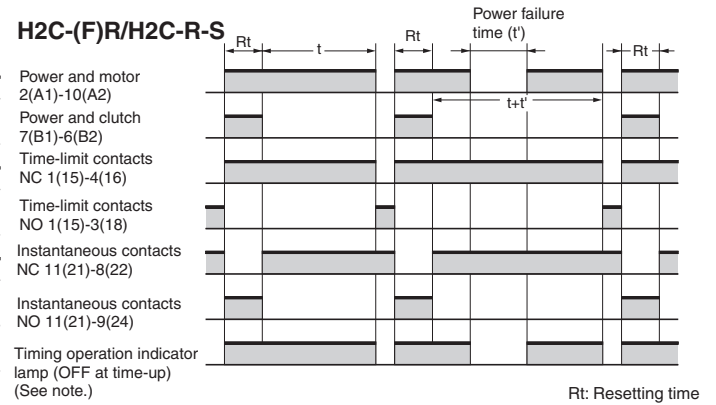 H2C-(F)R/H2C-R-S
Power failure
time (t')
Rt
t
Rt
Rt
t+t'
Power and motor
2(A1)-10(A2)
Power and clutch
7(B1)-6(B2)
Time-limit contacts
NC 1(15)-4(16)
Time-limit contacts
NO 1(15)-3(18)
Instantaneous contacts
NC 11(21)-8(22)
Instantaneous contacts
NO 11(21)-9(24)
Timing operation indicator
lamp (OFF at time-up)
(See note.)
Rt: Resetting time